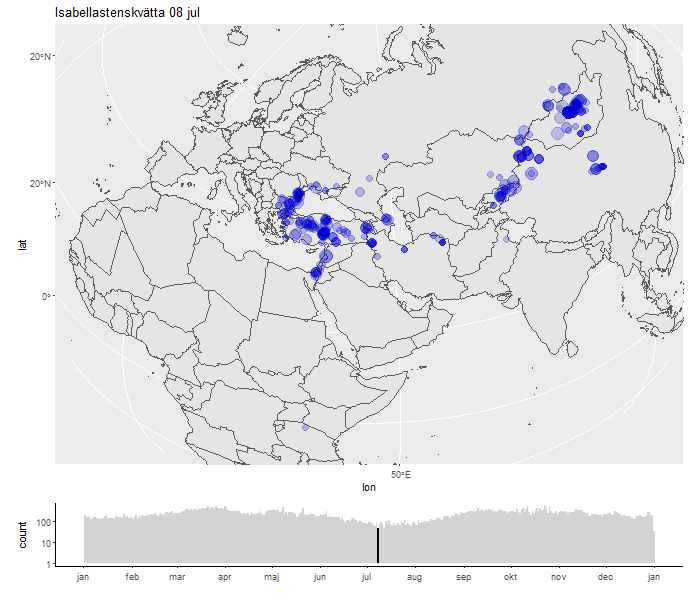 Isabellastenskvätta 08 jul
20°N
20°N
0°
lat
50°E
lon
count
100
10
1
jan feb mar apr maj jun jul aug sep okt nov dec jan